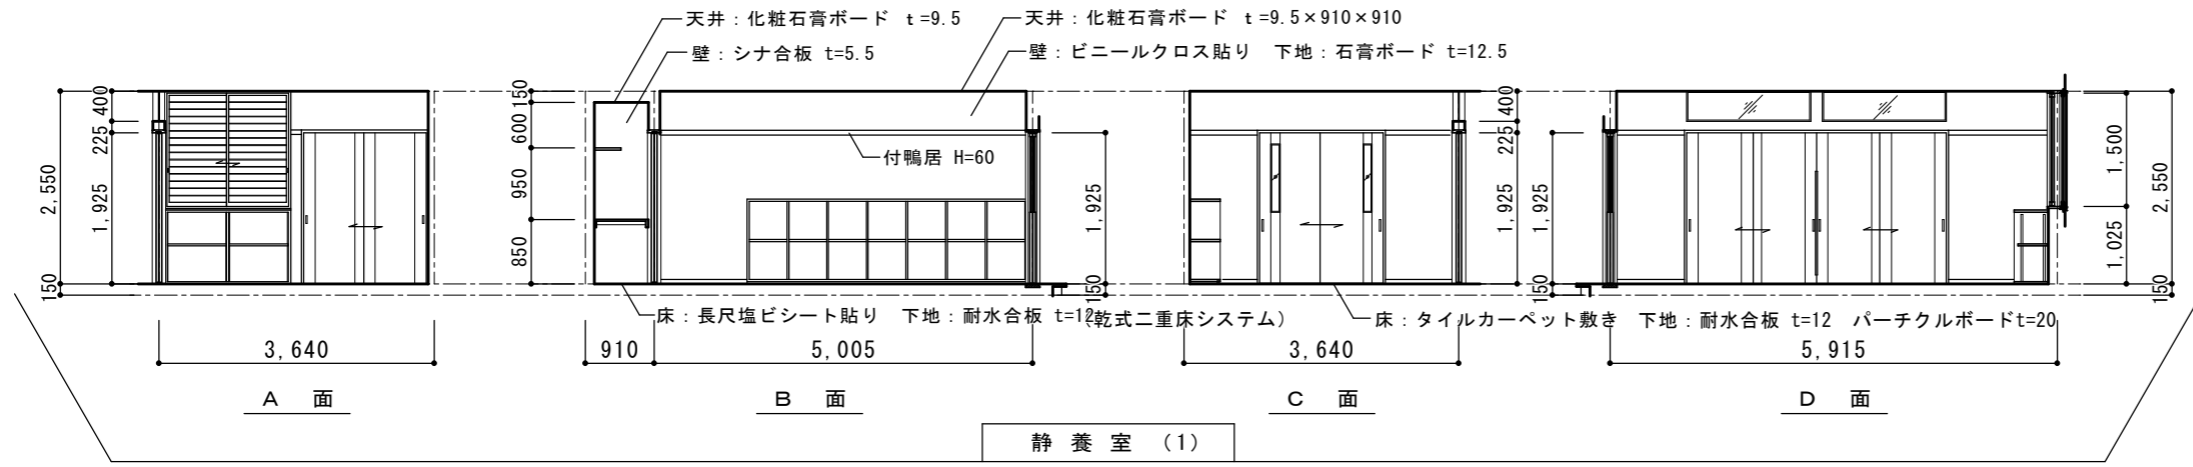 天井：化粧石膏ボード t=9.5
天井：化粧石膏ボード t=9.5×910×910
壁：シナ合板 t=5.5
壁：ビニールクロス貼り 下地：石膏ボード t=12.5
2,550
150
400
225
1,925
150
600
950
850
付鴨居 H=60
1,925
150
400
225
1,925
1,925
150
1,500
1,025
2,550
150
床：長尺塩ビシート貼り 下地：耐水合板 t=12
(乾式二重床システム)
床：タイルカーペット敷き 下地：耐水合板 t=12 パーチクルボードt=20
3,640
910
5,005
3,640
5,915
A 面
B 面
C 面
D 面
静養室 (1)